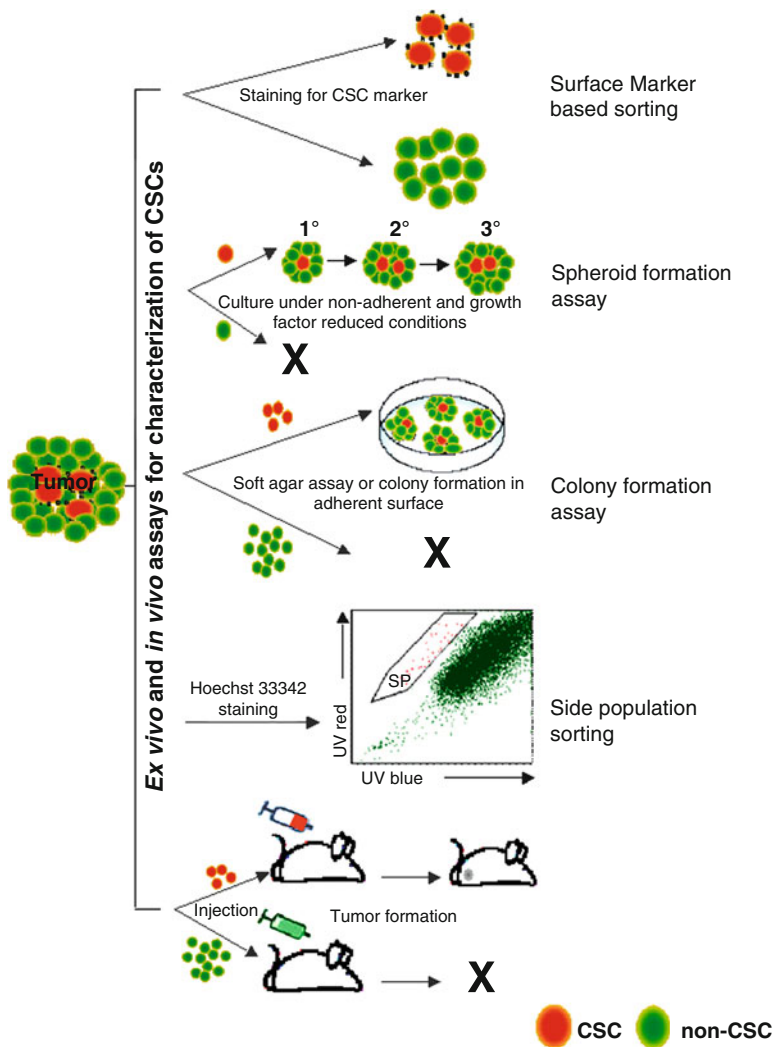 Staining for CSC marker
Surface Marker
based sorting
Ex vivo and in vivo assays for characterization of CSCs
1° 2° 3°
Culture under non-adherent and growth
factor reduced conditions
X
Spheroid formation
assay
Tumor
Soft agar assay or colony formation in
adherent surface
X
Colony formation
assay
Hoechst 33342
staining
SP
UV red
UV blue
Side population
sorting
Injection
Tumor formation
X
CSC
non-CSC